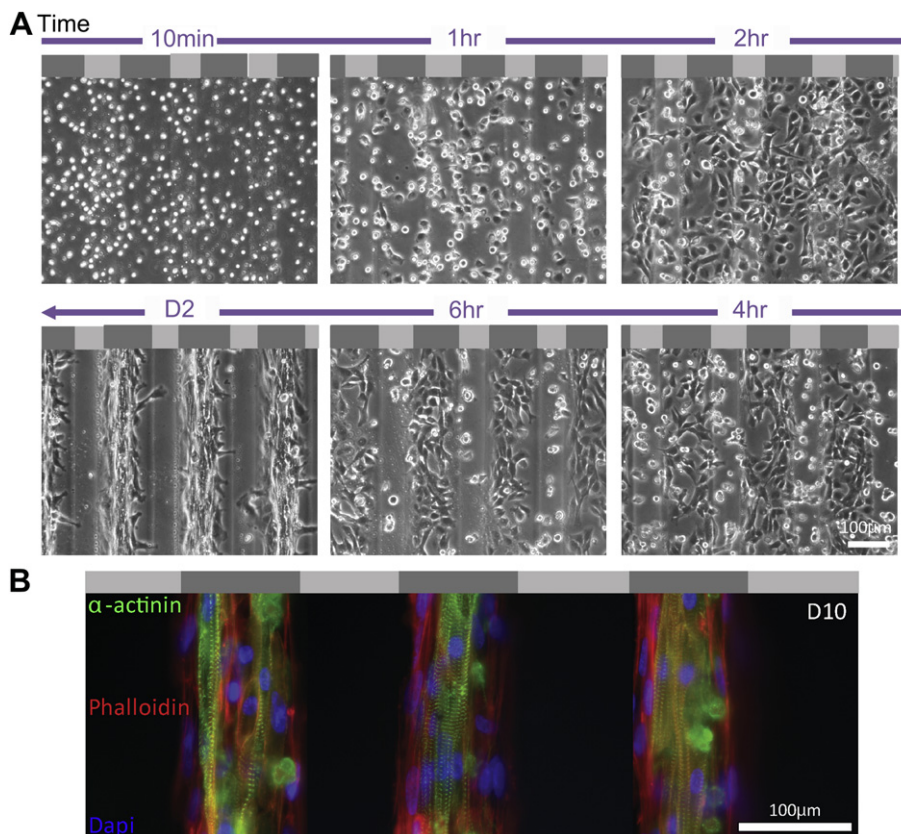 A Time
10min 1hr 2hr
D2 6hr 4hr
100µm
B
α-actinin D10
Phalloidin
Dapi
100µm